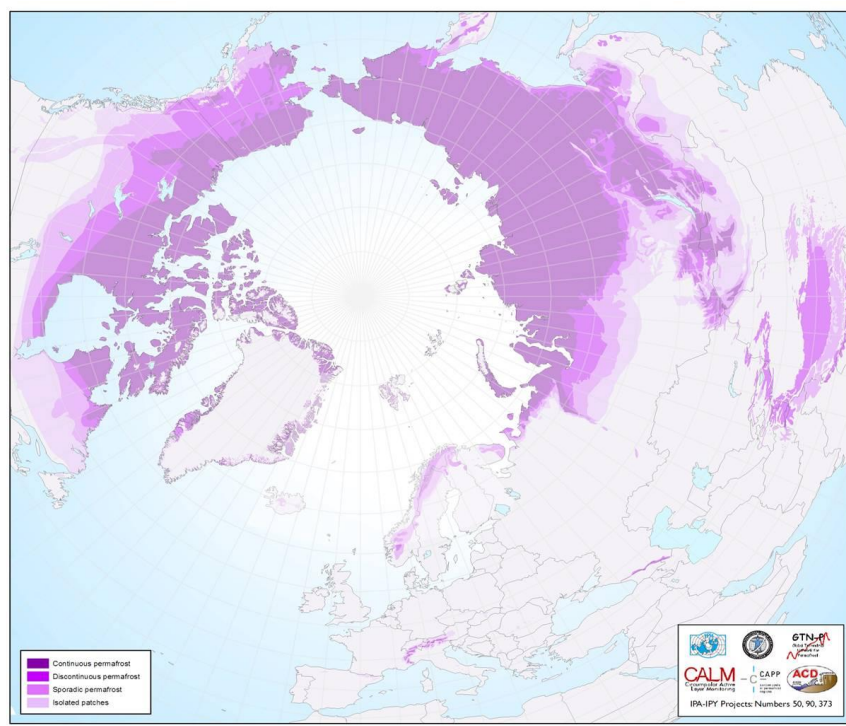 Continuous permafrost
Discontinuous permafrost
Sporadic permafrost
Isolated patches
GTN-P
CALM
Circumpolar Active
Layer Monitoring
C
CAPP
ACD
IPA-IPY Projects: Numbers 50, 90, 373